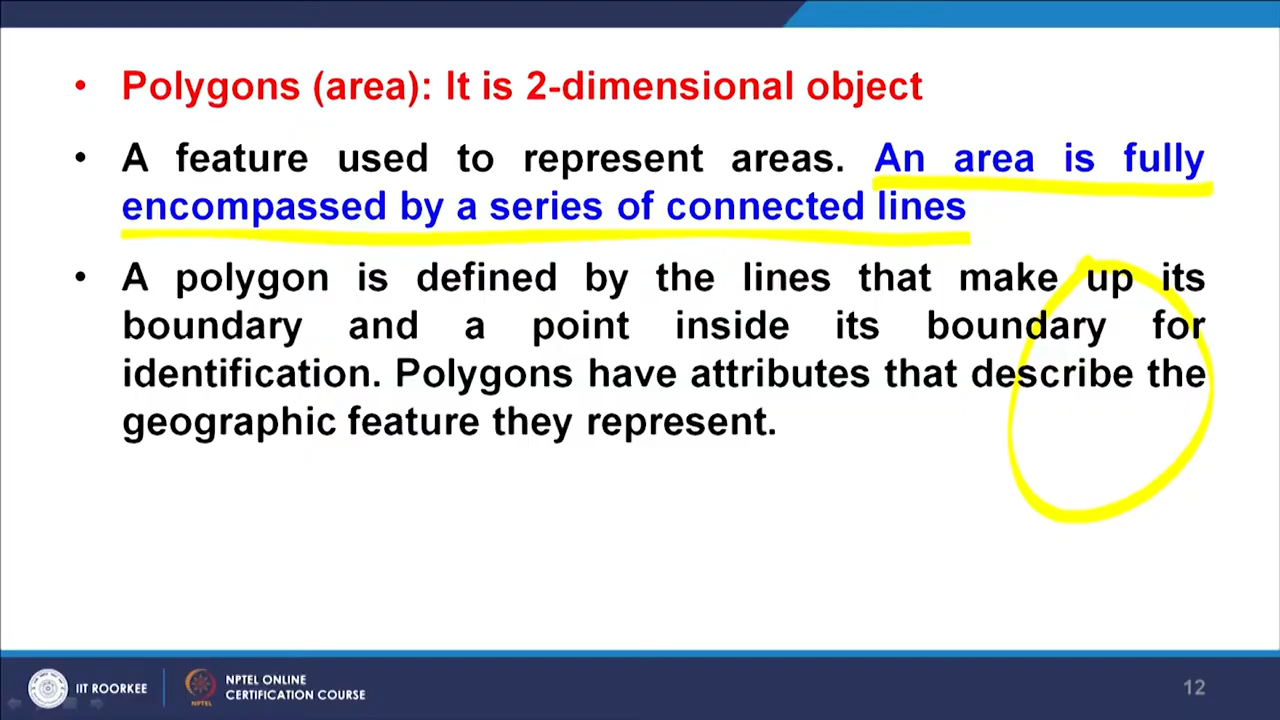 • Polygons (area): It is 2-dimensional object
• A feature used to represent areas. An area is fully
encompassed by a series of connected lines
• A polygon is defined by the lines that make up its
boundary and a point inside its boundary for
identification. Polygons have attributes that describe the
geographic feature they represent.
IIT ROORKEE
NPTEL
NPTEL ONLINE
CERTIFICATION COURSE
12